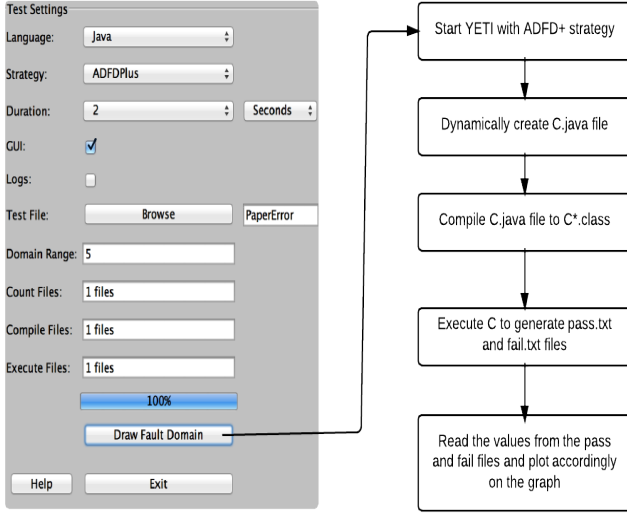 Test Settings
Language: Java
Strategy: ADFDPlus
Duration: 2 Seconds
GUI:
Logs:
Test File: Browse PaperError
Domain Range: 5
Count Files: 1 files
Compile Files: 1 files
Execute Files: 1 files
100%
Draw Fault Domain
Help Exit
Start YETI with ADFD+ strategy
Dynamically create C.java file
Compile C.java file to C*.class
Execute C to generate pass.txt
and fail.txt files
Read the values from the pass
and fail files and plot accordingly
on the graph